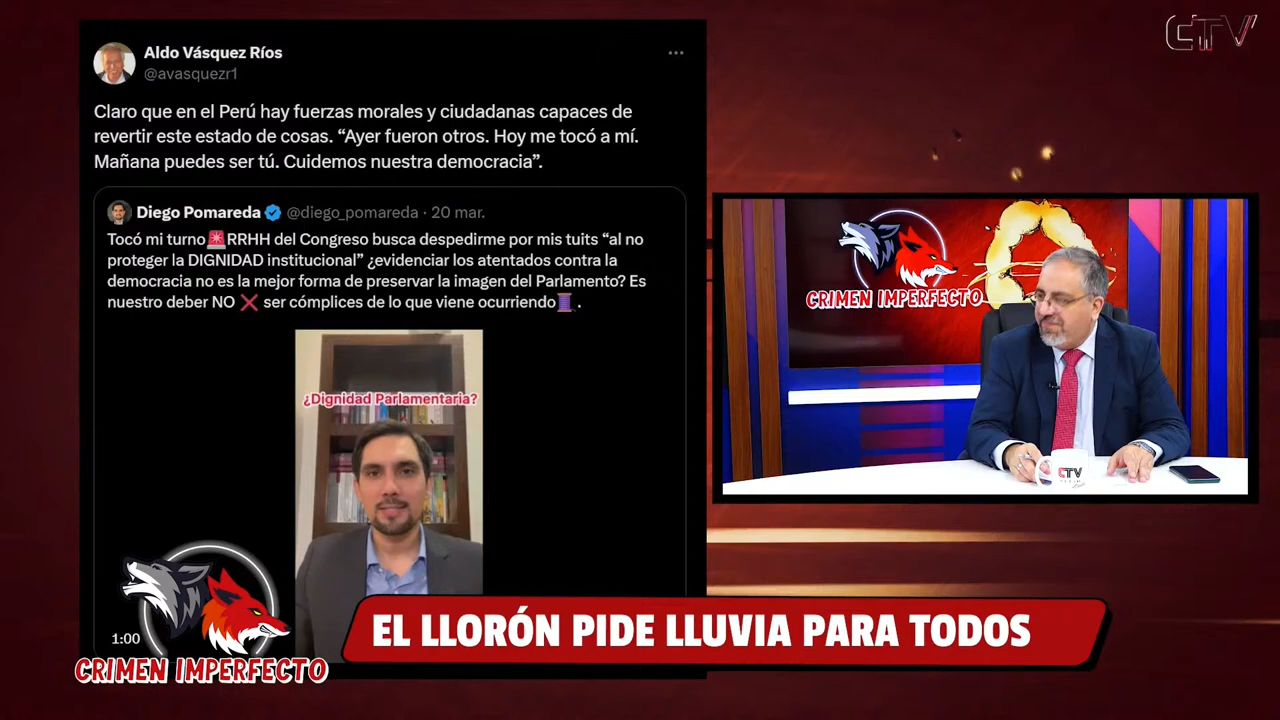 CTV
Aldo Vásquez Ríos
@avasquezr1
Claro que en el Perú hay fuerzas morales y ciudadanas capaces de
revertir este estado de cosas. “Ayer fueron otros. Hoy me tocó a mí.
Mañana puedes ser tú. Cuidemos nuestra democracia”.
Diego Pomareda @diego_pomareda · 20 mar.
Tocó mi turno🚨RRHH del Congreso busca despedirme por mis tuits “al no
proteger la DIGNIDAD institucional” ¿evidenciar los atentados contra la
democracia no es la mejor forma de preservar la imagen del Parlamento? Es
nuestro deber NO ❌ ser cómplices de lo que viene ocurriendo🧵.
¿Dignidad Parlamentaria?
1:00
CRIMEN IMPERFECTO
CTV
CRIMEN IMPERFECTO
EL LLORÓN PIDE LLUVIA PARA TODOS